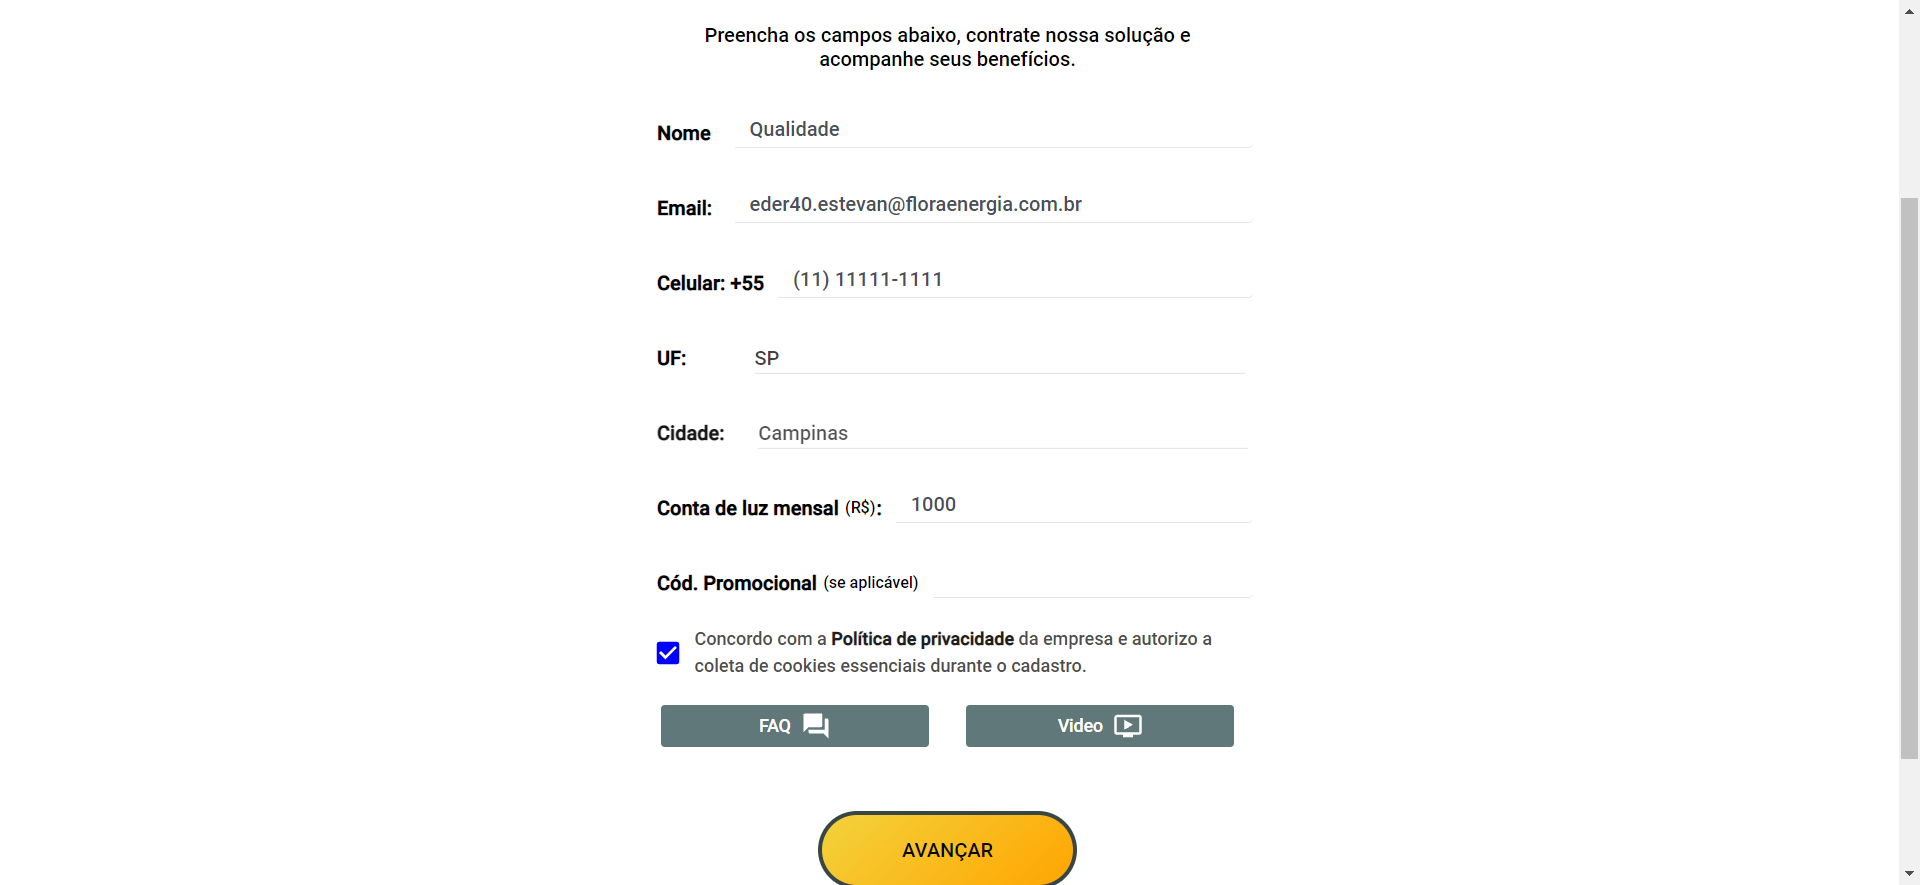 Preencha os campos abaixo, contrate nossa solução e
acompanhe seus benefícios.
Nome Qualidade
Email: eder40.estevan@floraenergia.com.br
Celular: +55 (11) 11111-1111
UF: SP
Cidade: Campinas
Conta de luz mensal (R$): 1000
Cód. Promocional (se aplicável)
Concordo com a Política de privacidade da empresa e autorizo a
coleta de cookies essenciais durante o cadastro.
FAQ Video
AVANÇAR